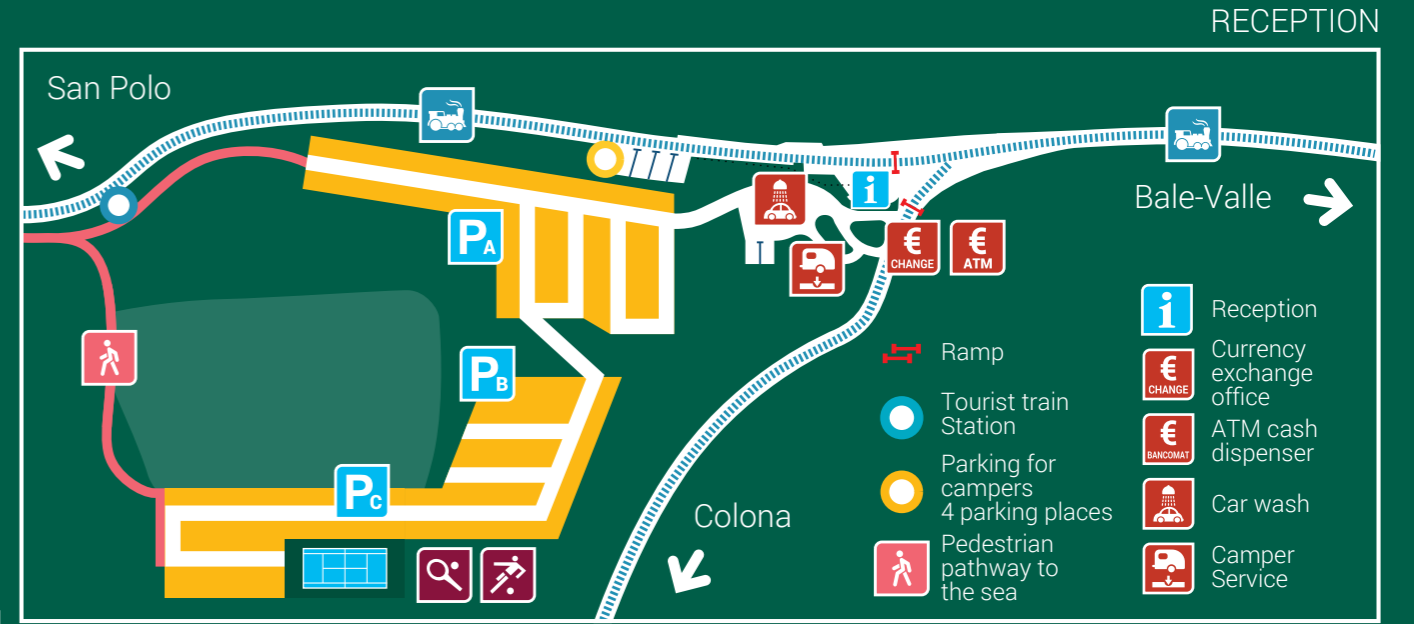 RECEPTION
San Polo
Bale-Valle
PA
i
€
CHANGE
€
ATM
PB
PC
Colona
Ramp
Tourist train
Station
Parking for
campers
4 parking places
Pedestrian
pathway to
the sea
i
Reception
€
CHANGE
Currency
exchange
office
€
BANCOMAT
ATM cash
dispenser
Car wash
Camper
Service